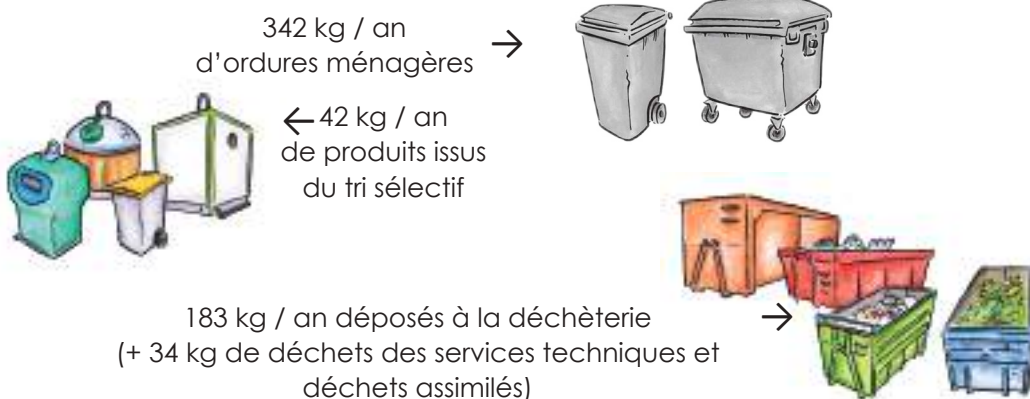 342 kg / an →
d'ordures ménagères
← 42 kg / an
de produits issus
du tri sélectif
183 kg / an déposés à la déchèterie →
(+ 34 kg de déchets des services techniques et
déchets assimilés)